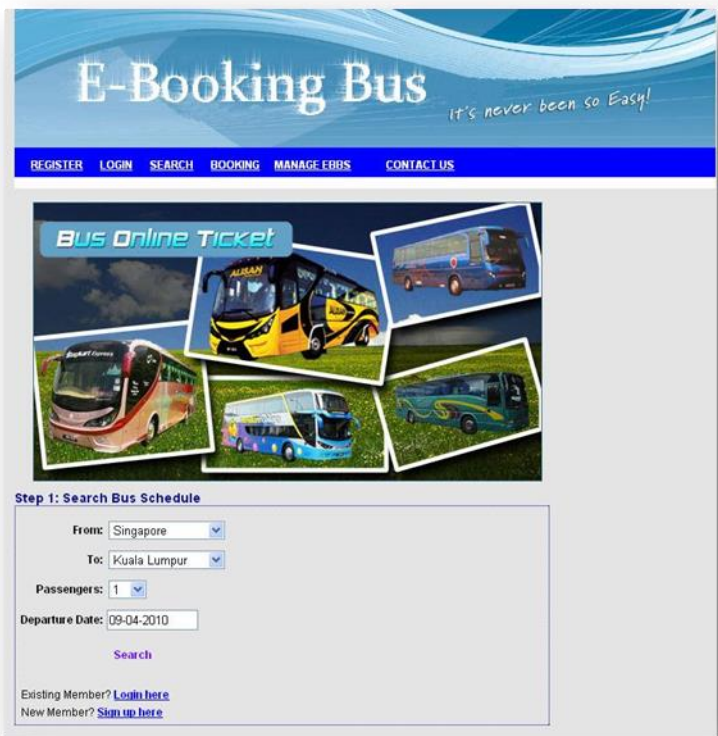 E-Booking Bus
It's never been so Easy!
REGISTER LOGIN SEARCH BOOKING MANAGE EBBS CONTACT US
Bus Online Ticket
ALISAN
Step 1: Search Bus Schedule
From: Singapore
To: Kuala Lumpur
Passengers: 1
Departure Date: 09-04-2010
Search
Existing Member? Login here
New Member? Sign up here